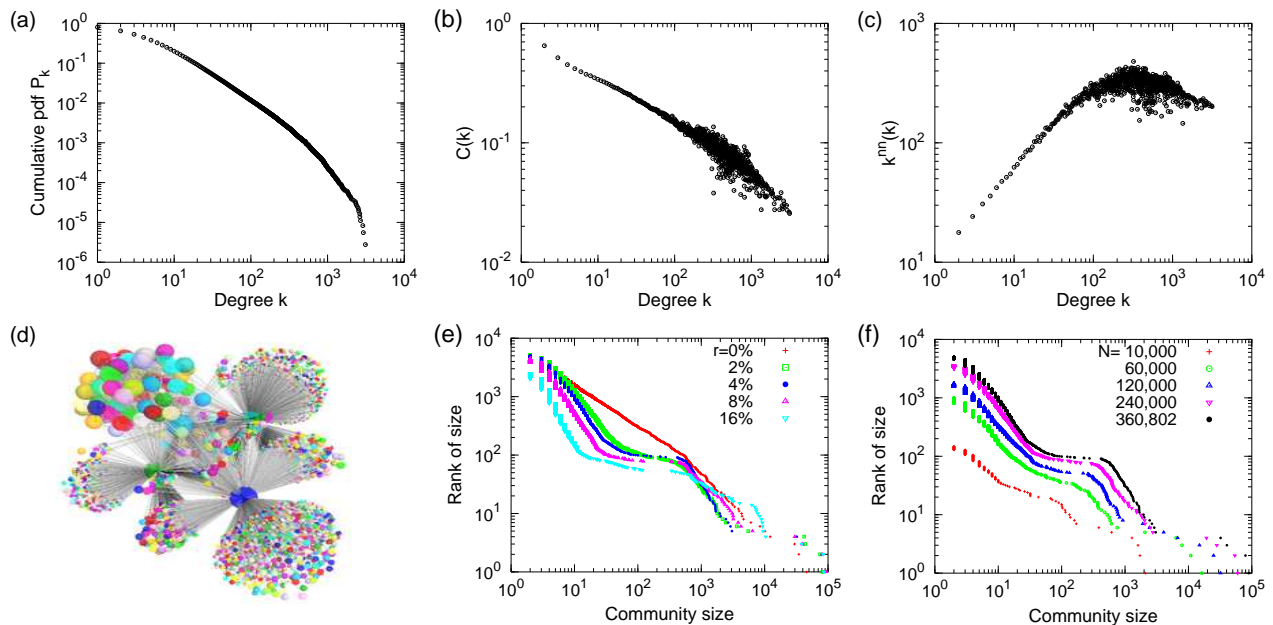 (a)
10^0
10^-1
10^-2
10^-3
10^-4
10^-5
10^-6
Cumulative pdf P_k
10^0 10^1 10^2 10^3 10^4
Degree k
(b)
10^0
10^-1
10^-2
C(k)
10^0 10^1 10^2 10^3 10^4
Degree k
(c)
10^3
10^2
10^1
k^nn(k)
10^0 10^1 10^2 10^3 10^4
Degree k
(d)
(e)
10^4
10^3
10^2
10^1
10^0
Rank of size
r=0%
2%
4%
8%
16%
10^0 10^1 10^2 10^3 10^4 10^5
Community size
(f)
10^4
10^3
10^2
10^1
10^0
Rank of size
N= 10,000
60,000
120,000
240,000
360,802
10^0 10^1 10^2 10^3 10^4 10^5
Community size